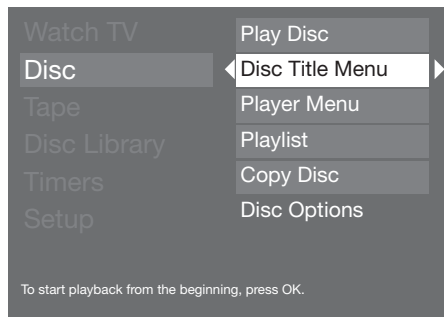 Watch TV
Disc
Tape
Disc Library
Timers
Setup
Play Disc
Disc Title Menu
Player Menu
Playlist
Copy Disc
Disc Options
To start playback from the beginning, press OK.